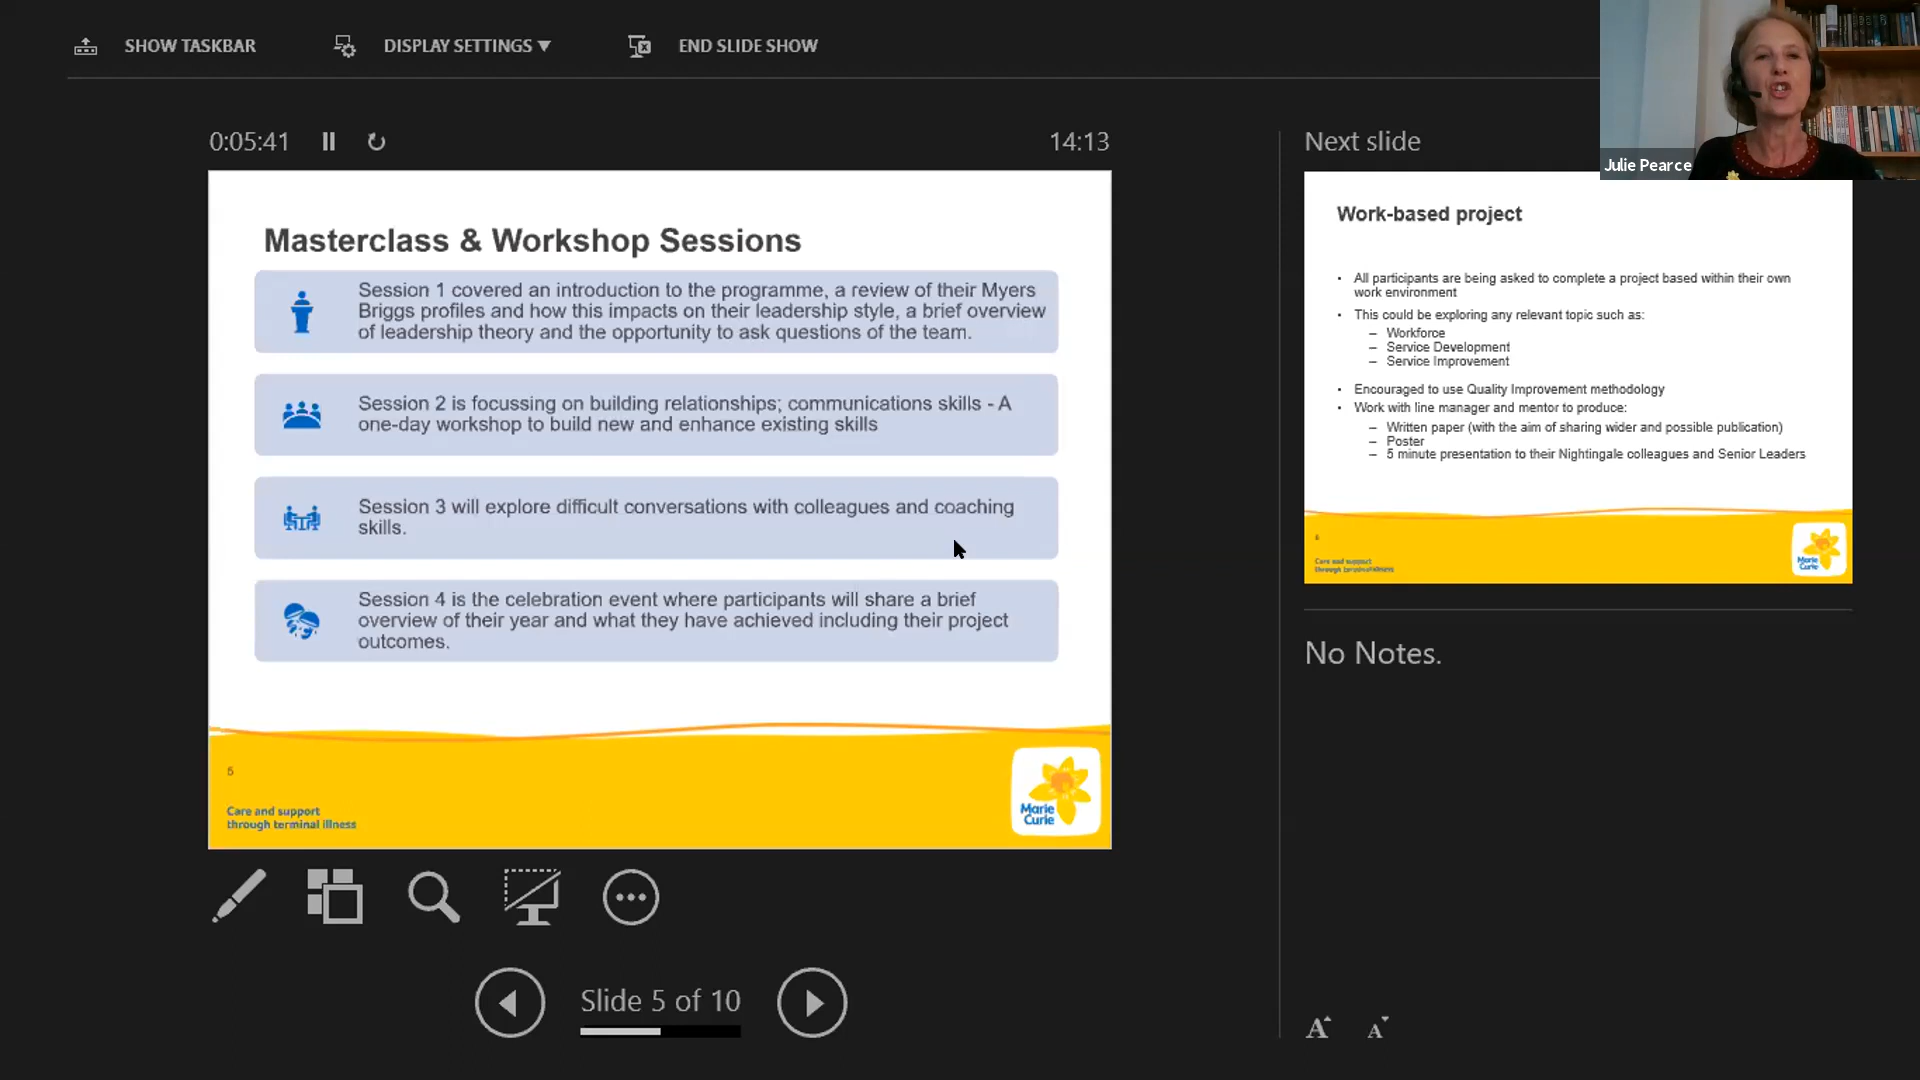 SHOW TASKBAR
DISPLAY SETTINGS ▼
END SLIDE SHOW
Julie Pearce
0:05:41
14:13
Masterclass & Workshop Sessions
Session 1 covered an introduction to the programme, a review of their Myers
Briggs profiles and how this impacts on their leadership style, a brief overview
of leadership theory and the opportunity to ask questions of the team.
Session 2 is focussing on building relationships; communications skills - A
one-day workshop to build new and enhance existing skills
Session 3 will explore difficult conversations with colleagues and coaching
skills.
Session 4 is the celebration event where participants will share a brief
overview of their year and what they have achieved including their project
outcomes.
5
Care and support
through terminal illness
Marie
Curie
Slide 5 of 10
Next slide
Work-based project
• All participants are being asked to complete a project based within their own
work environment
• This could be exploring any relevant topic such as:
– Workforce
– Service Development
– Service Improvement
• Encouraged to use Quality Improvement methodology
• Work with line manager and mentor to produce:
– Written paper (with the aim of sharing wider and possible publication)
– Poster
– 5 minute presentation to their Nightingale colleagues and Senior Leaders
6
Care and support
through terminal illness
Marie
Curie
No Notes.
A A